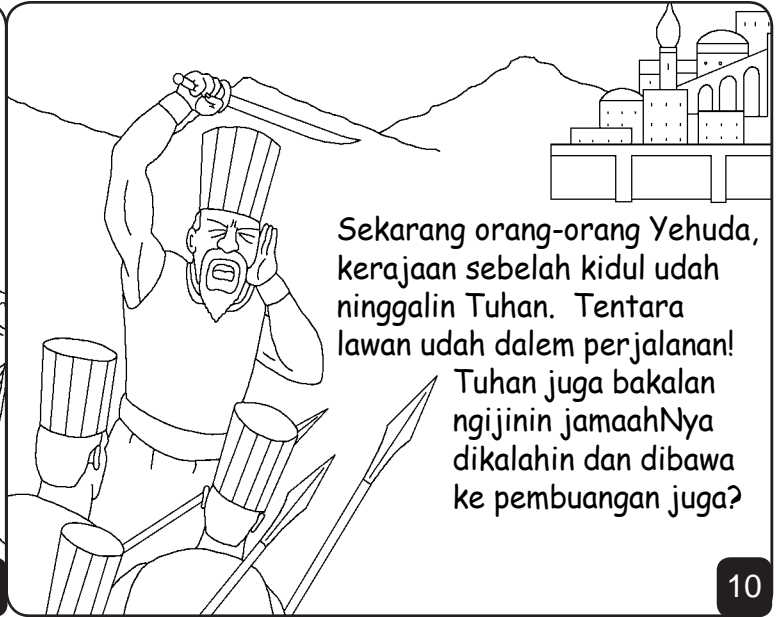 Sekarang orang-orang Yehuda,
kerajaan sebelah kidul udah
ninggalin Tuhan. Tentara
lawan udah dalem perjalanan!
Tuhan juga bakalan
ngijinin jamaahNya
dikalahin dan dibawa
ke pembuangan juga?
10